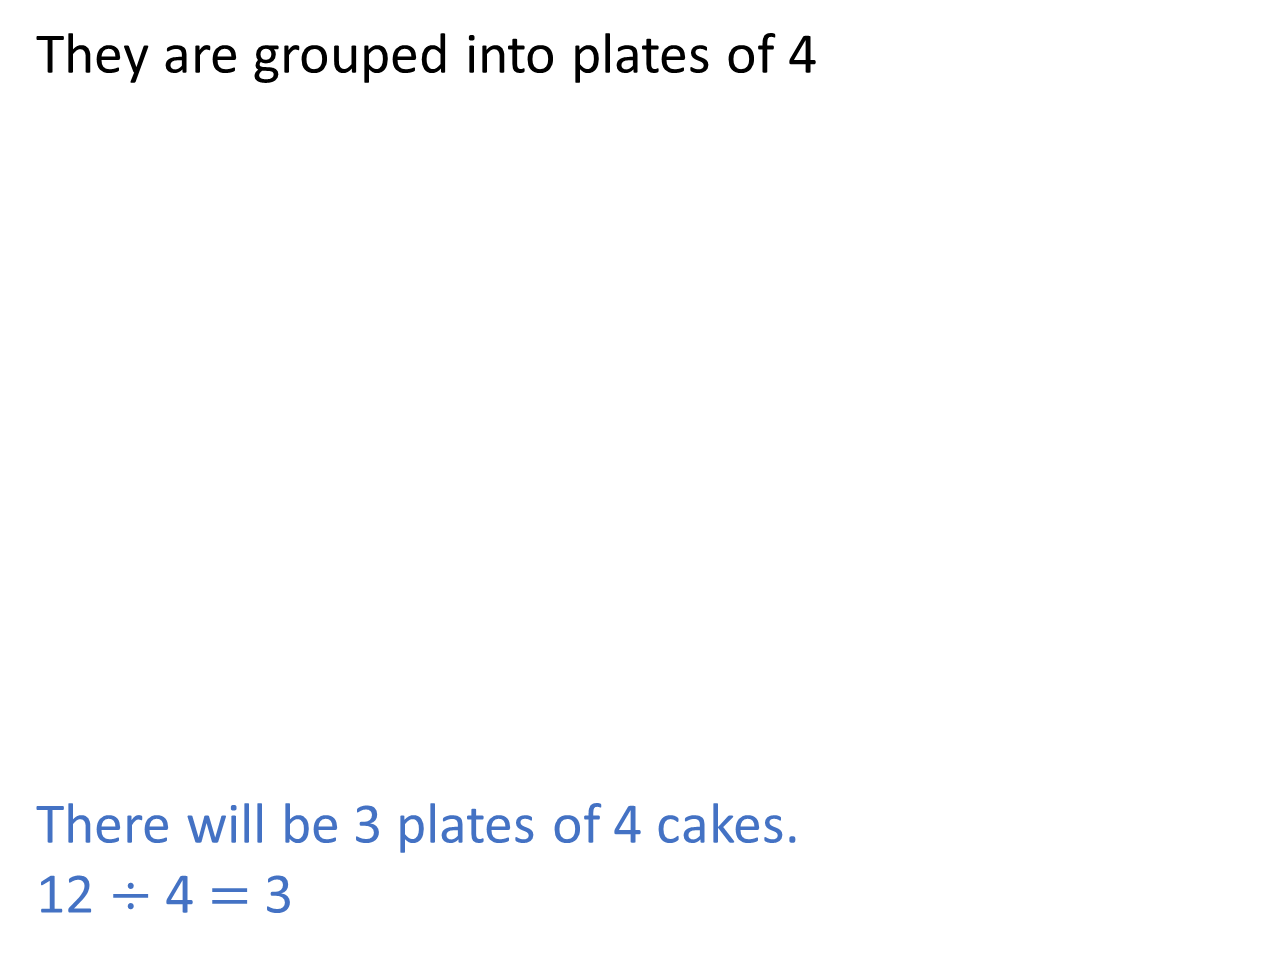 They are grouped into plates of 4
There will be 3 plates of 4 cakes.
12 ÷ 4 = 3